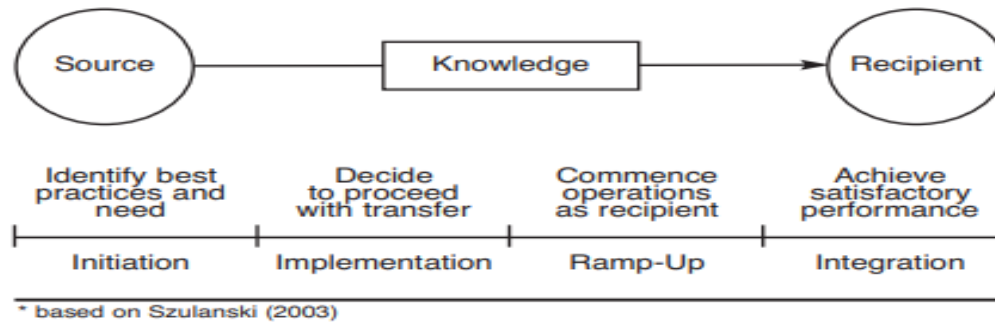 Source
Knowledge
Recipient
Identify best
practices and
need
Decide
to proceed
with transfer
Commence
operations
as recipient
Achieve
satisfactory
performance
Initiation
Implementation
Ramp-Up
Integration
* based on Szulanski (2003)